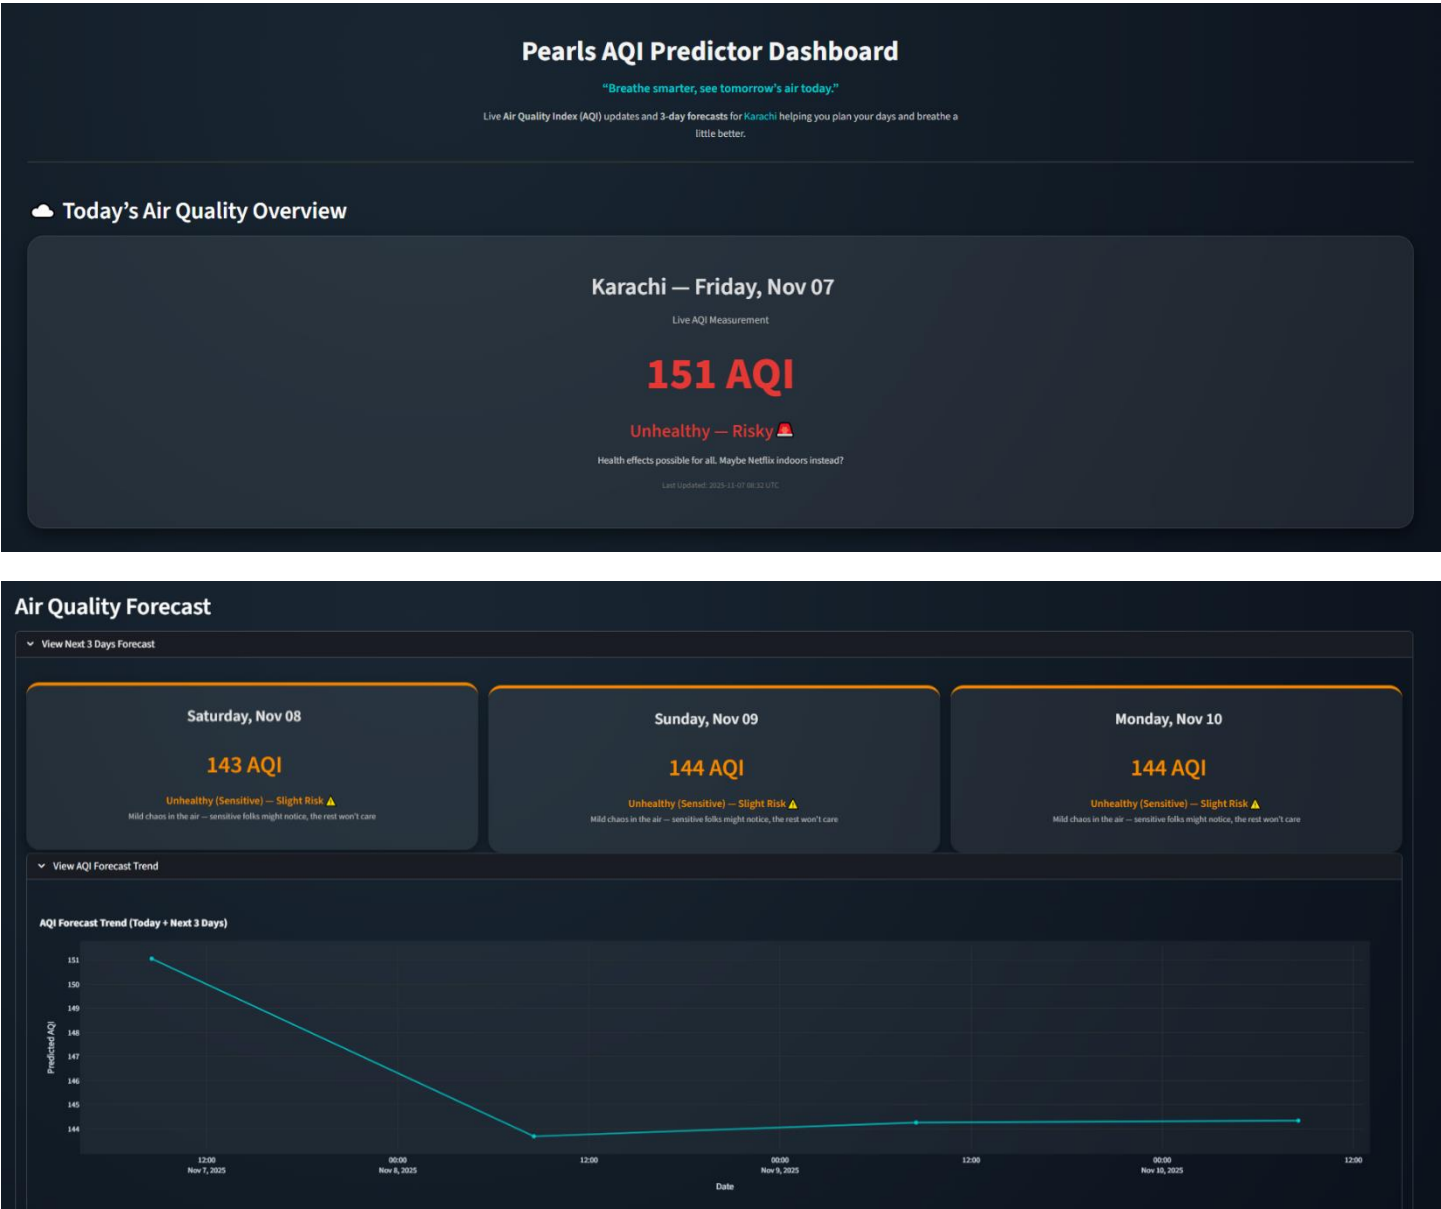 Pearls AQI Predictor Dashboard
“Breathe smarter, see tomorrow’s air today.”
Live Air Quality Index (AQI) updates and 3-day forecasts for Karachi helping you plan your days and breathe a
little better.
Today’s Air Quality Overview
Karachi — Friday, Nov 07
Live AQI Measurement
151 AQI
Unhealthy — Risky
Health effects possible for all. Maybe Netflix indoors instead?
Last Updated: 2025-11-07 08:32 UTC
Air Quality Forecast
View Next 3 Days Forecast
Saturday, Nov 08
143 AQI
Unhealthy (Sensitive) — Slight Risk
Mild chaos in the air — sensitive folks might notice, the rest won’t care
Sunday, Nov 09
144 AQI
Unhealthy (Sensitive) — Slight Risk
Mild chaos in the air — sensitive folks might notice, the rest won’t care
Monday, Nov 10
144 AQI
Unhealthy (Sensitive) — Slight Risk
Mild chaos in the air — sensitive folks might notice, the rest won’t care
View AQI Forecast Trend
AQI Forecast Trend (Today + Next 3 Days)
Predicted AQI
151
150
149
148
147
146
145
144
12:00 00:00 12:00 00:00 12:00 00:00 12:00
Nov 7, 2025 Nov 8, 2025 Nov 9, 2025 Nov 10, 2025
Date